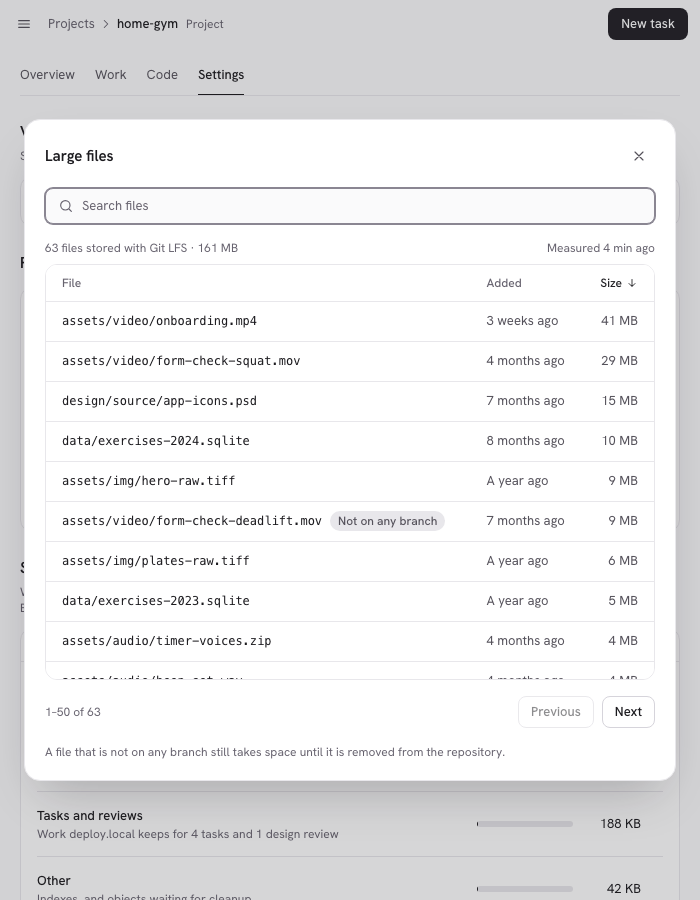 Projects > home-gym Project
New task
Overview Work Code Settings
Large files
Search files
63 files stored with Git LFS · 161 MB
Measured 4 min ago
File Added Size ↓
assets/video/onboarding.mp4 3 weeks ago 41 MB
assets/video/form-check-squat.mov 4 months ago 29 MB
design/source/app-icons.psd 7 months ago 15 MB
data/exercises-2024.sqlite 8 months ago 10 MB
assets/img/hero-raw.tiff A year ago 9 MB
assets/video/form-check-deadlift.mov Not on any branch 7 months ago 9 MB
assets/img/plates-raw.tiff A year ago 6 MB
data/exercises-2023.sqlite A year ago 5 MB
assets/audio/timer-voices.zip 4 months ago 4 MB
1–50 of 63
Previous Next
A file that is not on any branch still takes space until it is removed from the repository.
Tasks and reviews
Work deploy.local keeps for 4 tasks and 1 design review
188 KB
Other
Indexes, and objects waiting for cleanup
42 KB